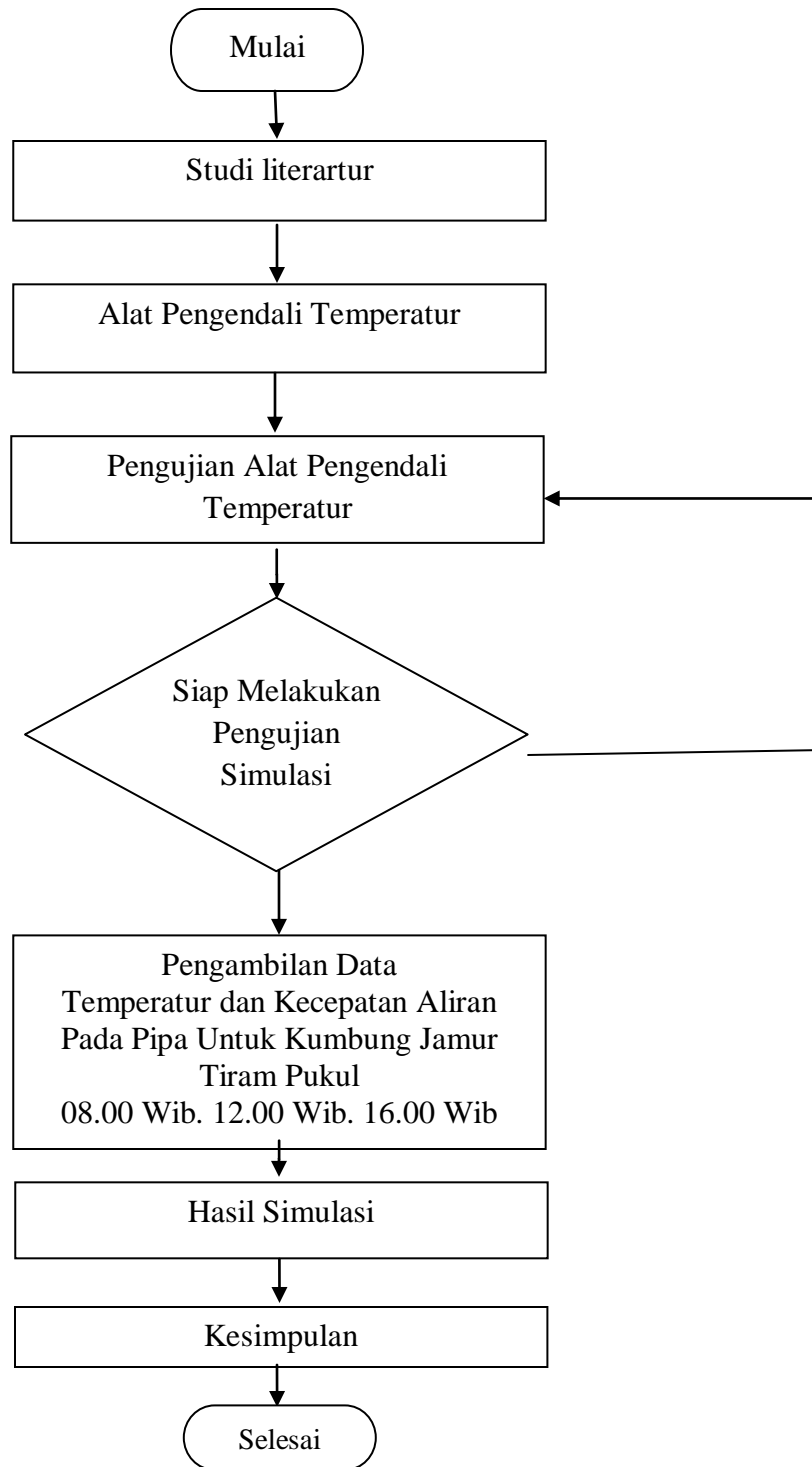 Mulai
Studi literartur
Alat Pengendali Temperatur
Pengujian Alat Pengendali
Temperatur
Siap Melakukan
Pengujian
Simulasi
Pengambilan Data
Temperatur dan Kecepatan Aliran
Pada Pipa Untuk Kumbung Jamur
Tiram Pukul
08.00 Wib. 12.00 Wib. 16.00 Wib
Hasil Simulasi
Kesimpulan
Selesai